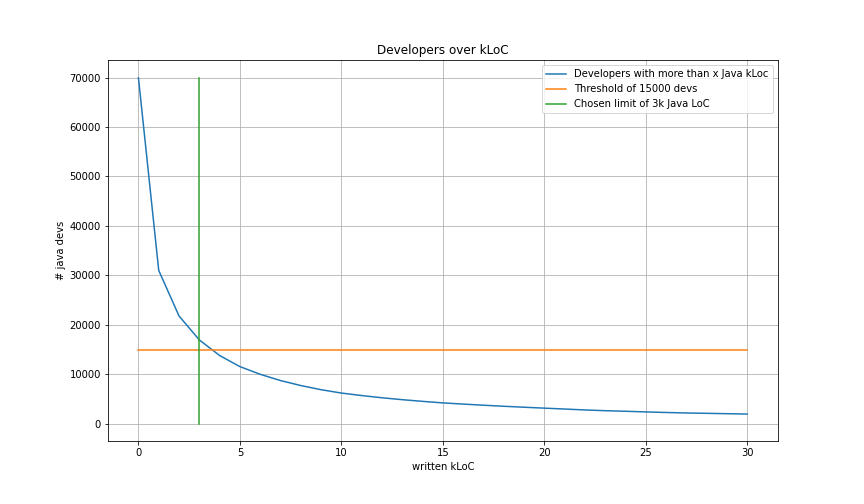 Developers over kLoC
Developers with more than x Java kLoc
Threshold of 15000 devs
Chosen limit of 3k Java LoC
70000
60000
50000
40000
30000
20000
10000
0
# java devs
0 5 10 15 20 25 30
written kLoC